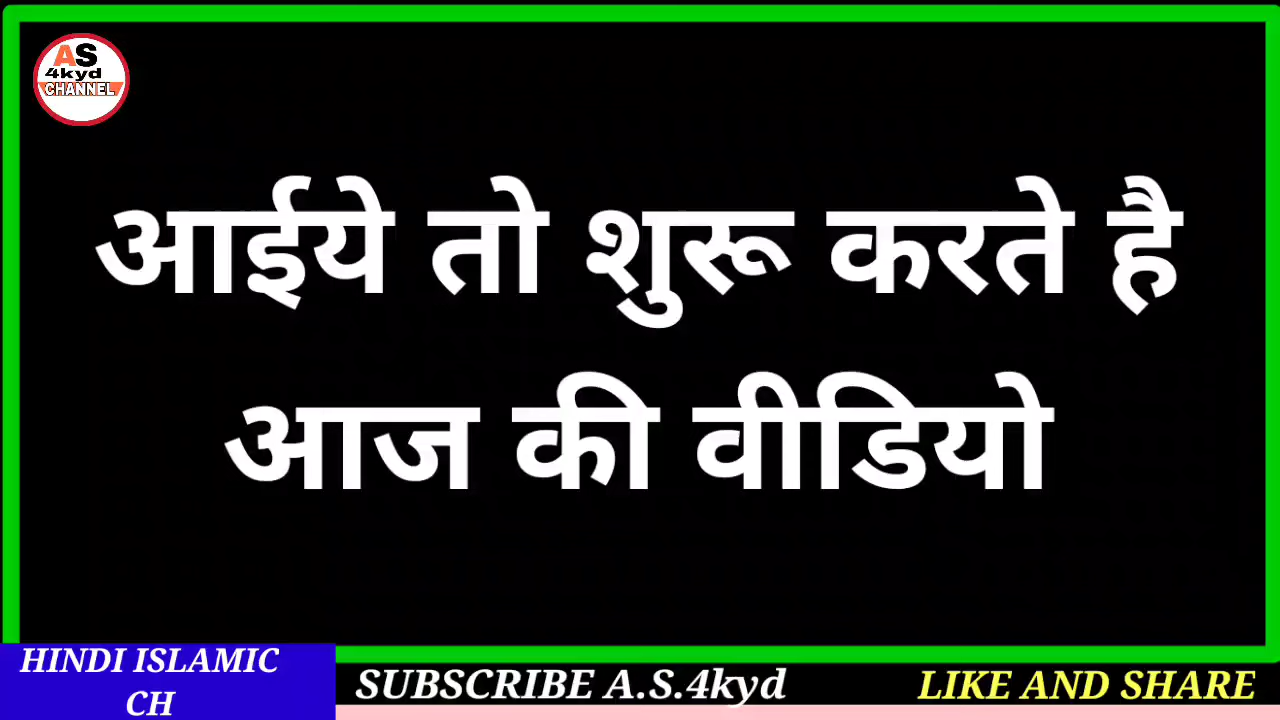 AS
4kyd
CHANNEL
आईये तो शुरू करते है
आज की वीडियो
HINDI ISLAMIC
CH
SUBSCRIBE A.S.4kyd
LIKE AND SHARE